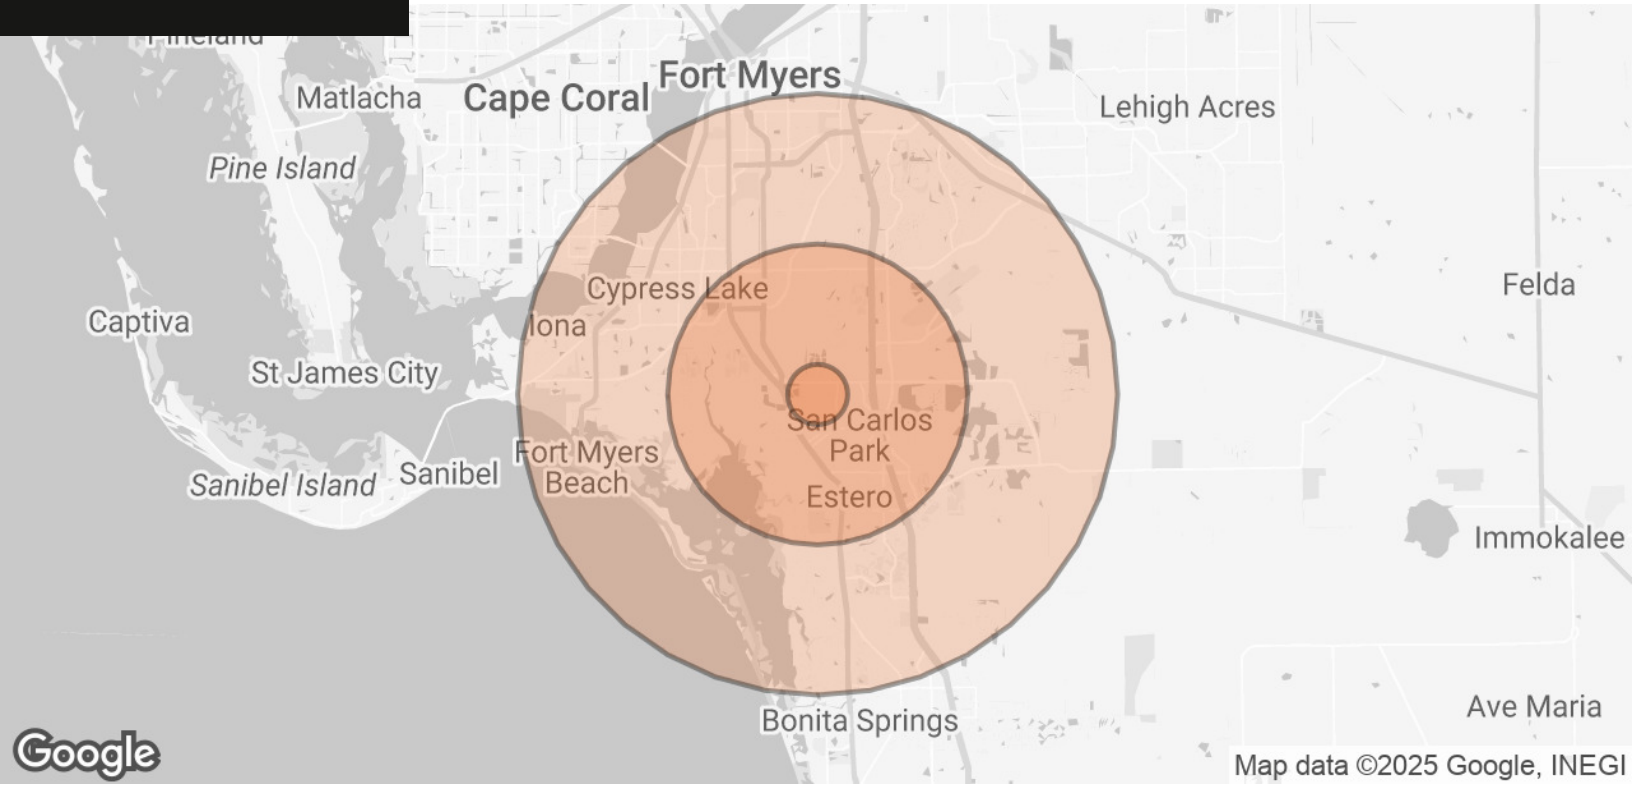 Pineland
Fort Myers
Matlacha
Cape Coral
Lehigh Acres
Pine Island
Cypress Lake
Felda
Captiva
Iona
St James City
San Carlos
Park
Fort Myers
Beach
Sanibel
Sanibel Island
Estero
Immokalee
Ave Maria
Bonita Springs
Google
Map data ©2025 Google, INEGI